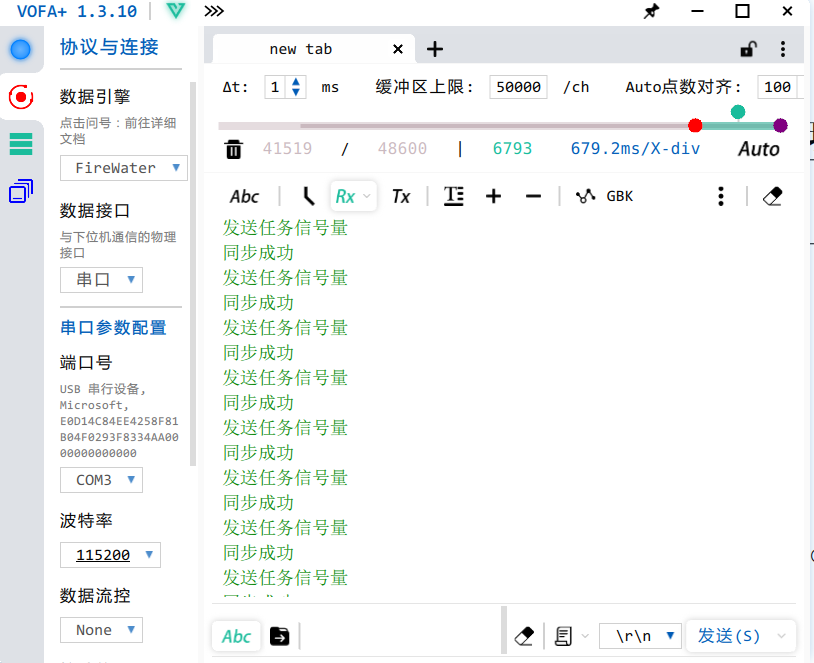 VOFA+ 1.3.10
协议与连接
数据引擎
点击问号：前往详细
文档
FireWater
数据接口
与下位机通信的物理
接口
串口
串口参数配置
端口号
USB 串行设备,
Microsoft,
E0D14C84EE4258F81
B04F0293F8334AA00
00000000000
COM3
波特率
115200
数据流控
None
new tab
Δt: 1 ms 缓冲区上限: 50000 /ch Auto点数对齐: 100
41519 / 48600 | 6793 679.2ms/X-div Auto
Abc Rx Tx T GBK
发送任务信号量
同步成功
发送任务信号量
同步成功
发送任务信号量
同步成功
发送任务信号量
同步成功
发送任务信号量
同步成功
发送任务信号量
同步成功
发送任务信号量
同步成功
发送任务信号量
同步成功
Abc \r\n 发送(S)